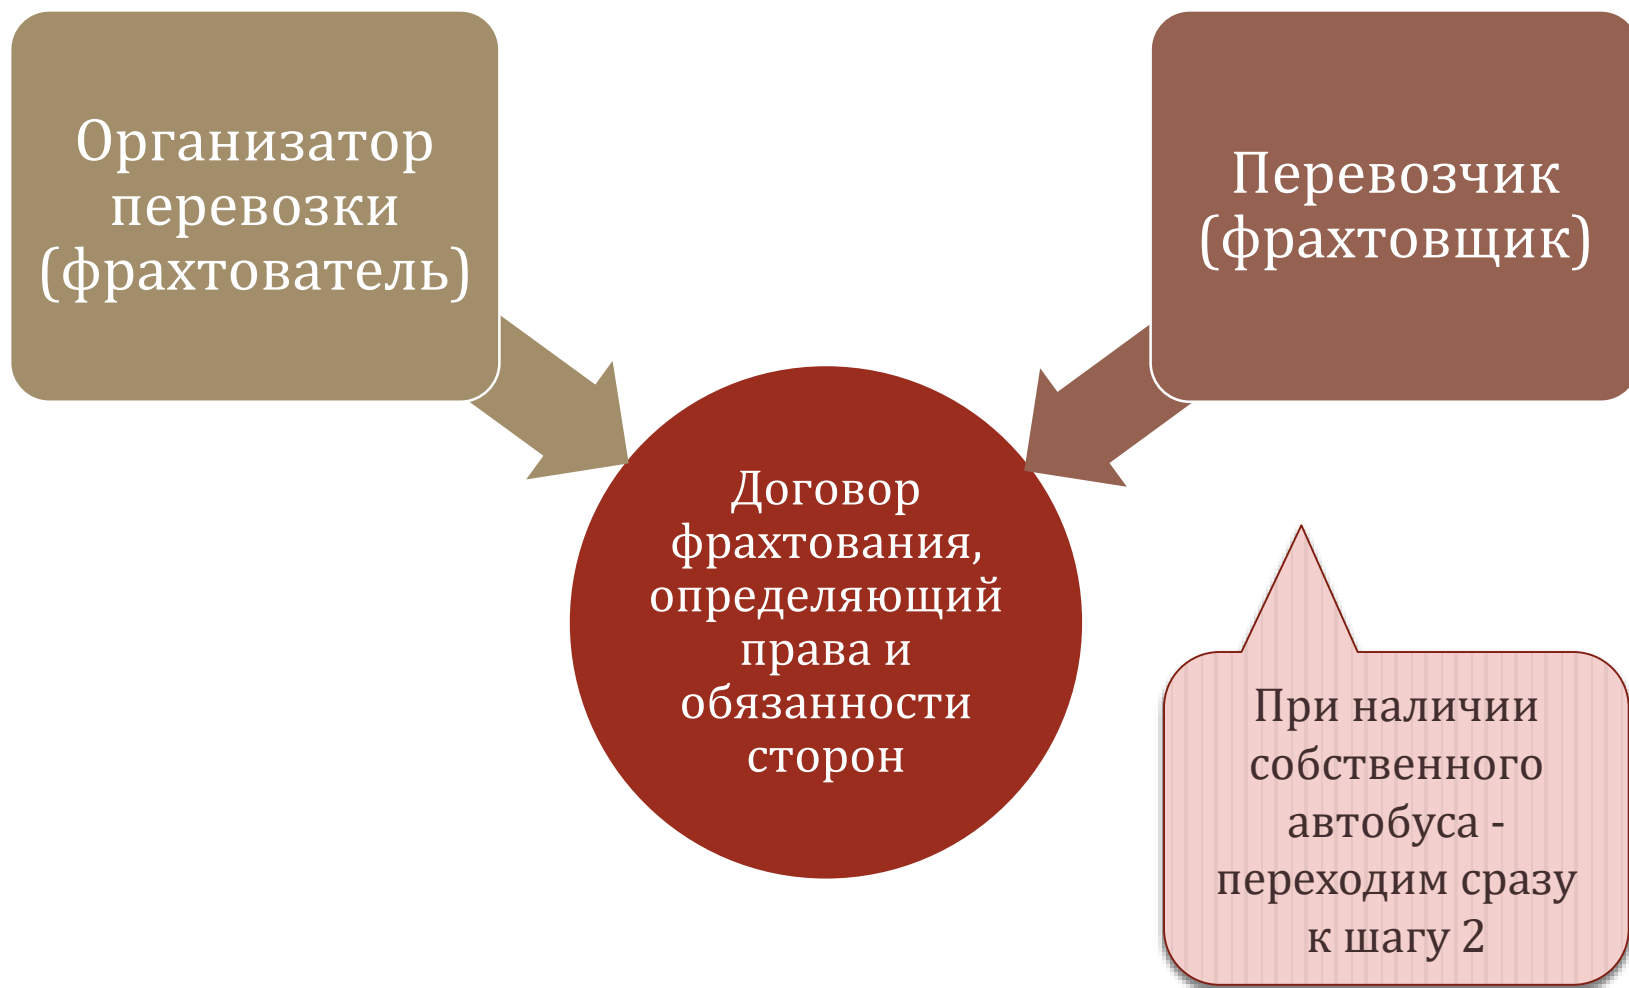 Организатор
перевозки
(фрахтователь)
Перевозчик
(фрахтовщик)
Договор
фрахтования,
определяющий
права и
обязанности
сторон
При наличии
собственного
автобуса -
переходим сразу
к шагу 2